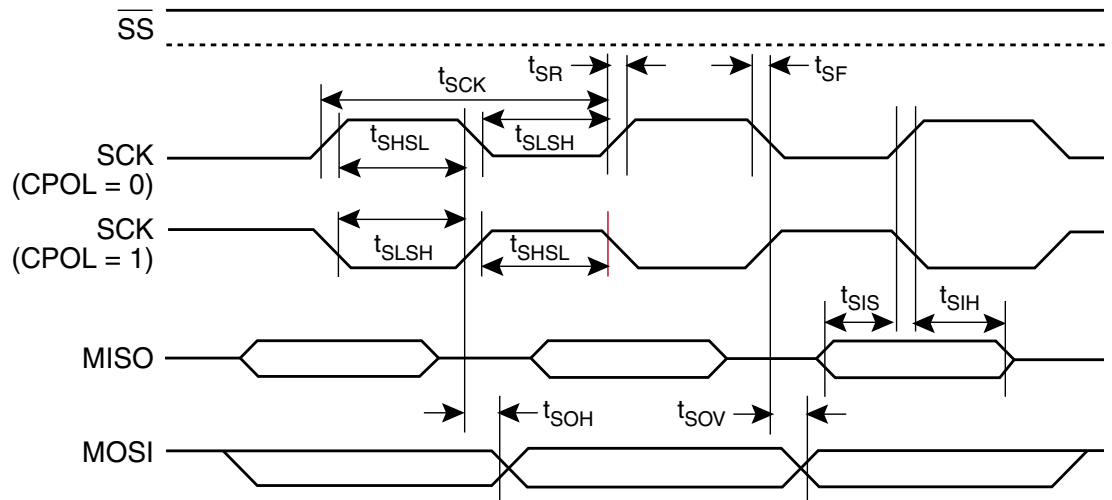 SS
tSR
tSF
tSCK
SCK
(CPOL = 0)
tSHSL
tSLSH
SCK
(CPOL = 1)
tSLSH
tSHSL
tSIS
tSIH
MISO
tSOH
tSOV
MOSI